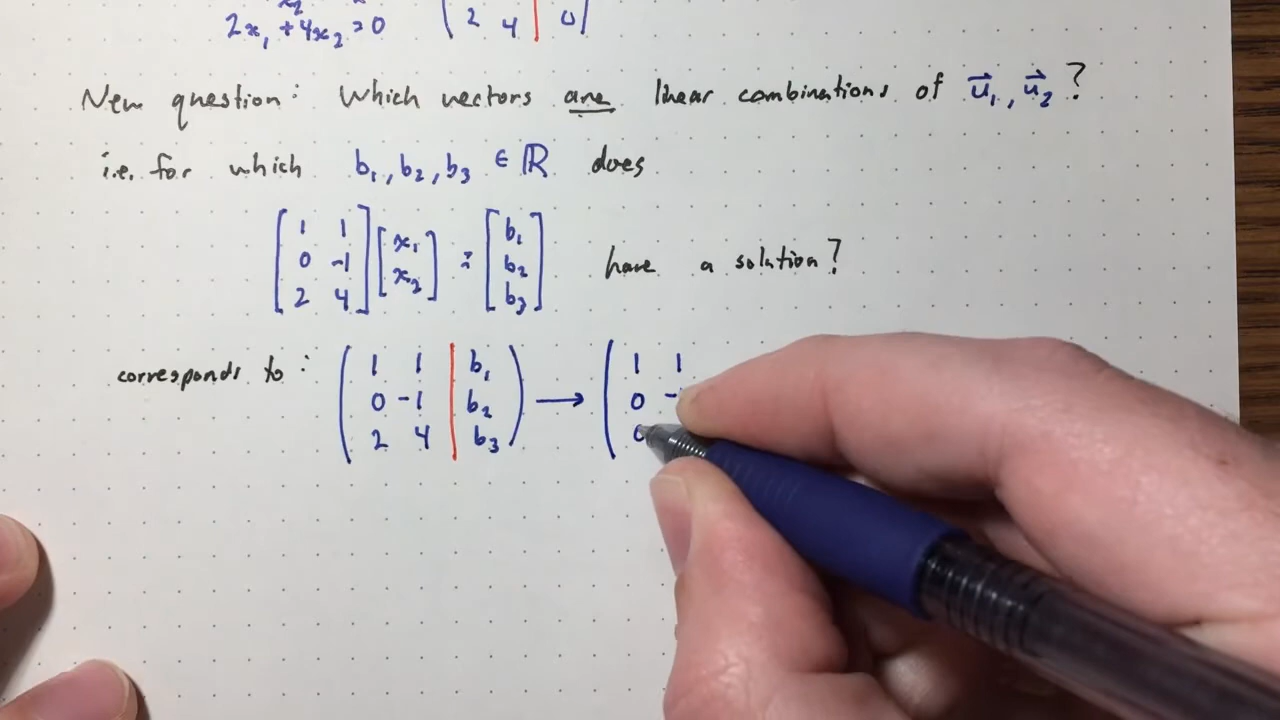 2x₁ + 4x₂ = 0 ( 2 4 | 0 )
New question: Which vectors are linear combinations of u⃗₁, u⃗₂?
i.e. for which b₁, b₂, b₃ ∈ ℝ does
[1 1; 0 -1; 2 4] [x₁; x₂] = [b₁; b₂; b₃] have a solution?
corresponds to: (1 1 | b₁; 0 -1 | b₂; 2 4 | b₃) → (1 1; 0 -; 0